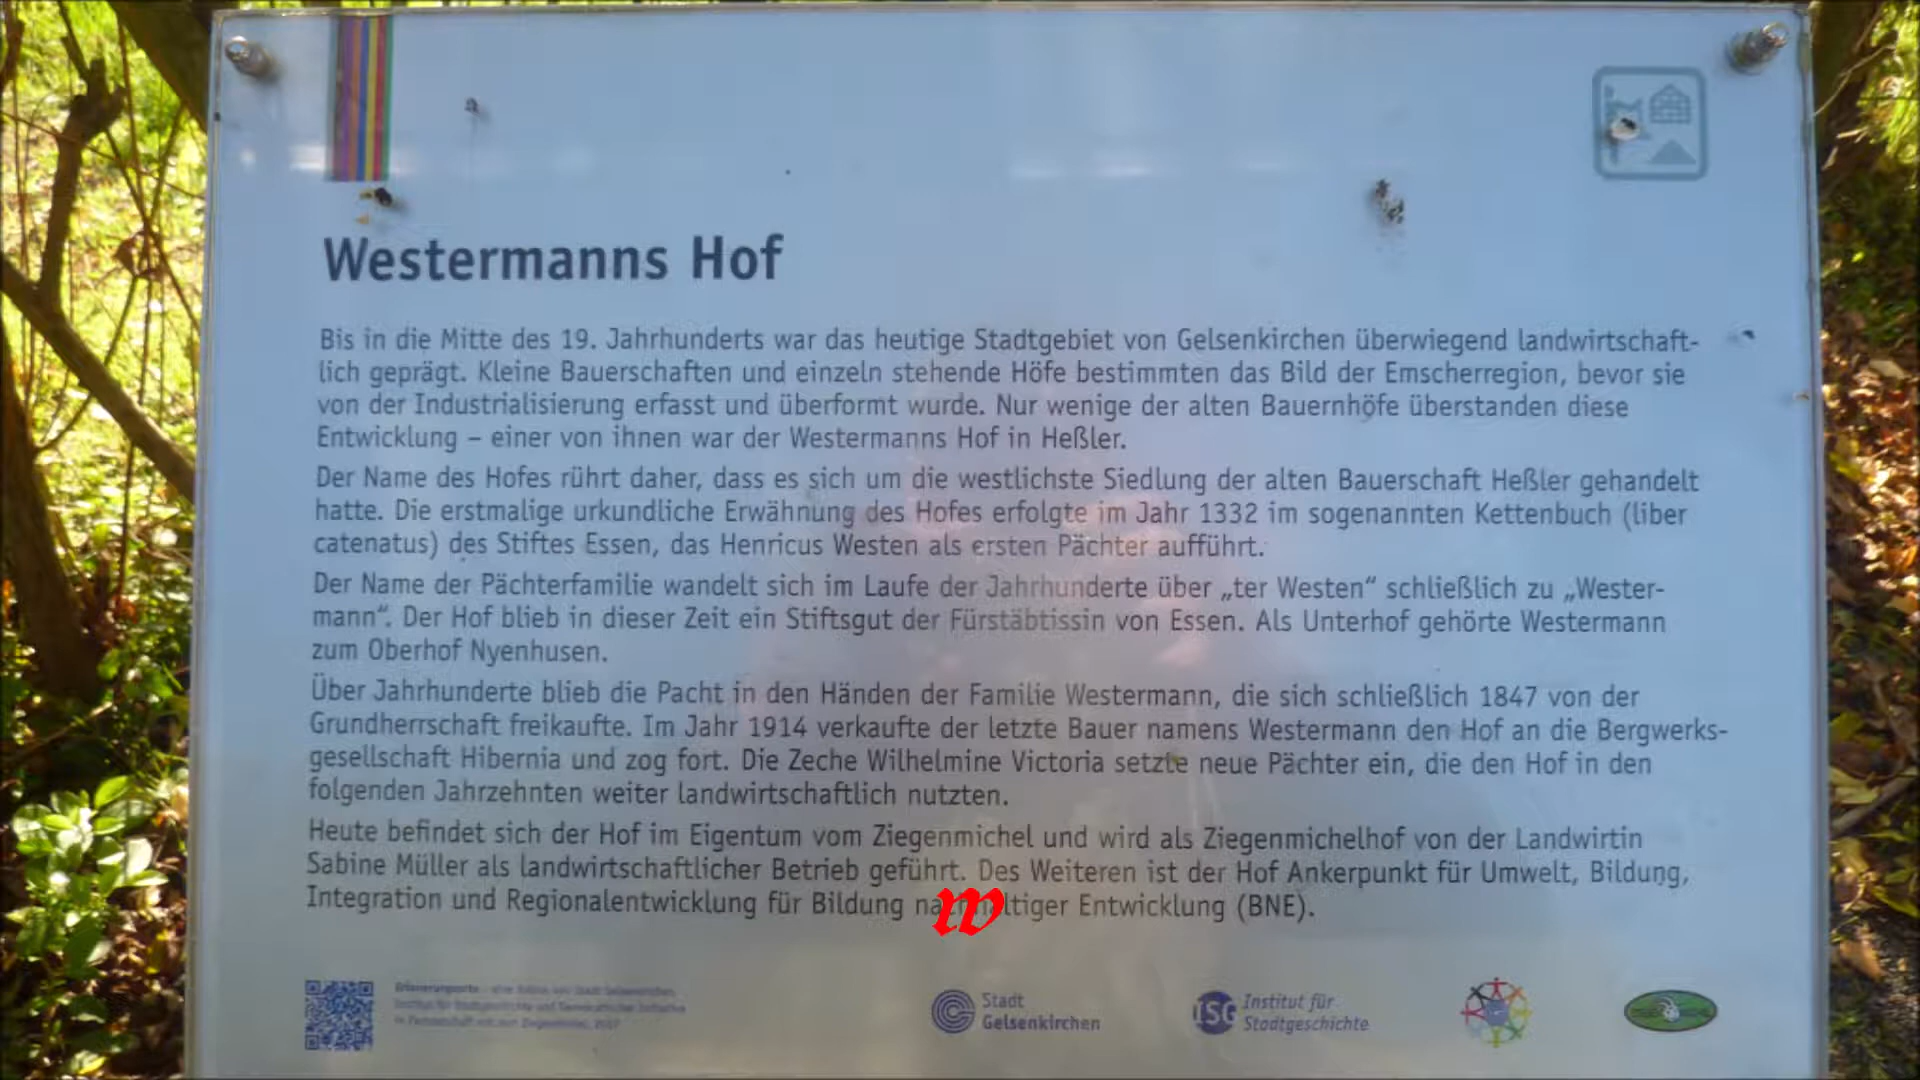 Westermanns Hof
Bis in die Mitte des 19. Jahrhunderts war das heutige Stadtgebiet von Gelsenkirchen überwiegend landwirtschaft-
lich geprägt. Kleine Bauerschaften und einzeln stehende Höfe bestimmten das Bild der Emscherregion, bevor sie
von der Industrialisierung erfasst und überformt wurde. Nur wenige der alten Bauernhöfe überstanden diese
Entwicklung – einer von ihnen war der Westermanns Hof in Heßler.
Der Name des Hofes rührt daher, dass es sich um die westlichste Siedlung der alten Bauerschaft Heßler gehandelt
hatte. Die erstmalige urkundliche Erwähnung des Hofes erfolgte im Jahr 1332 im sogenannten Kettenbuch (liber
catenatus) des Stiftes Essen, das Henricus Westen als ersten Pächter aufführt.
Der Name der Pächterfamilie wandelt sich im Laufe der Jahrhunderte über „ter Westen“ schließlich zu „Wester-
mann“. Der Hof blieb in dieser Zeit ein Stiftsgut der Fürstäbtissin von Essen. Als Unterhof gehörte Westermann
zum Oberhof Nyenhusen.
Über Jahrhunderte blieb die Pacht in den Händen der Familie Westermann, die sich schließlich 1847 von der
Grundherrschaft freikaufte. Im Jahr 1914 verkaufte der letzte Bauer namens Westermann den Hof an die Bergwerks-
gesellschaft Hibernia und zog fort. Die Zeche Wilhelmine Victoria setzte neue Pächter ein, die den Hof in den
folgenden Jahrzehnten weiter landwirtschaftlich nutzten.
Heute befindet sich der Hof im Eigentum vom Ziegenmichel und wird als Ziegenmichelhof von der Landwirtin
Sabine Müller als landwirtschaftlicher Betrieb geführt. Des Weiteren ist der Hof Ankerpunkt für Umwelt, Bildung,
Integration und Regionalentwicklung für Bildung nachhaltiger Entwicklung (BNE).
w
Erinnerungsorte
Stadt
Gelsenkirchen
ISG
Institut für
Stadtgeschichte